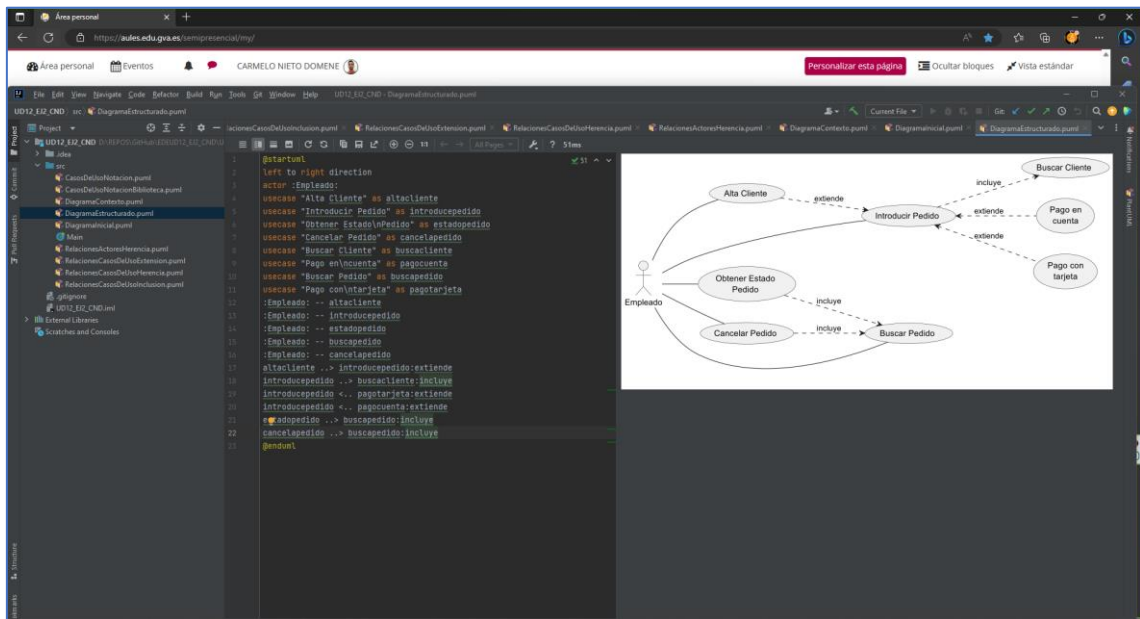 Área personal
https://aules.edu.gva.es/semipresencial/my/
Área personal Eventos CARMELO NIETO DOMENE Personalizar esta página Ocultar bloques Vista estándar
File Edit View Navigate Code Refactor Build Run Tools Git Window Help UD12_EJ2_CND - DiagramaEstructurado.puml
UD12_EJ2_CND src DiagramaEstructurado.puml Current File Git:
Project
RelacionesCasosDeUsoExtension.puml RelacionesCasosDeUsoHerencia.puml RelacionesActoresHerencia.puml DiagramaContexto.puml DiagramaInicial.puml DiagramaEstructurado.puml
All Pages ? 51ms
UD12_EJ2_CND
.idea
src
CasosDeUsoNotacion.puml
CasosDeUsoNotacionBiblioteca.puml
DiagramaContexto.puml
DiagramaEstructurado.puml
DiagramaInicial.puml
Main
RelacionesActoresHerencia.puml
RelacionesCasosDeUsoExtension.puml
RelacionesCasosDeUsoHerencia.puml
RelacionesCasosDeUsoInclusion.puml
.gitignore
UD12_EJ2_CND.iml
External Libraries
Scratches and Consoles
1 @startuml
2 left to right direction
3 actor :Empleado:
4 usecase "Alta Cliente" as altacliente
5 usecase "Introducir Pedido" as introducepedido
6 usecase "Obtener Estado\nPedido" as estadopedido
7 usecase "Cancelar Pedido" as cancelapedido
8 usecase "Buscar Cliente" as buscacliente
9 usecase "Pago en\ncuenta" as pagocuenta
10 usecase "Buscar Pedido" as buscapedido
11 usecase "Pago con\ntarjeta" as pagotarjeta
12 :Empleado: -- altacliente
13 :Empleado: -- introducepedido
14 :Empleado: -- estadopedido
15 :Empleado: -- buscapedido
16 :Empleado: -- cancelapedido
17 altacliente ..> introducepedido:extiende
18 introducepedido ..> buscacliente:incluye
19 introducepedido <.. pagotarjeta:extiende
20 introducepedido <.. pagocuenta:extiende
21 estadopedido ..> buscapedido:incluye
22 cancelapedido ..> buscapedido:incluye
23 @enduml
51
Buscar Cliente
incluye
Alta Cliente
extiende
Introducir Pedido
extiende
Pago en
cuenta
extiende
Pago con
tarjeta
Empleado
Obtener Estado
Pedido
incluye
Cancelar Pedido
incluye
Buscar Pedido
Project
Commit
Pull Requests
Structure
Notifications
PlantUML